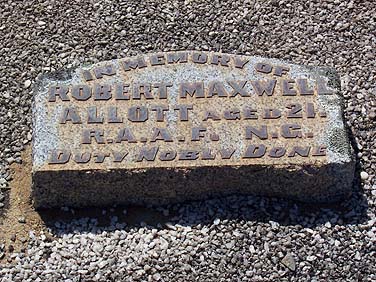 IN MEMORY OF
ROBERT MAXWELL
ALLOTT AGED 21.
R.A.A.F. N.G.
DUTY NOBLY DONE